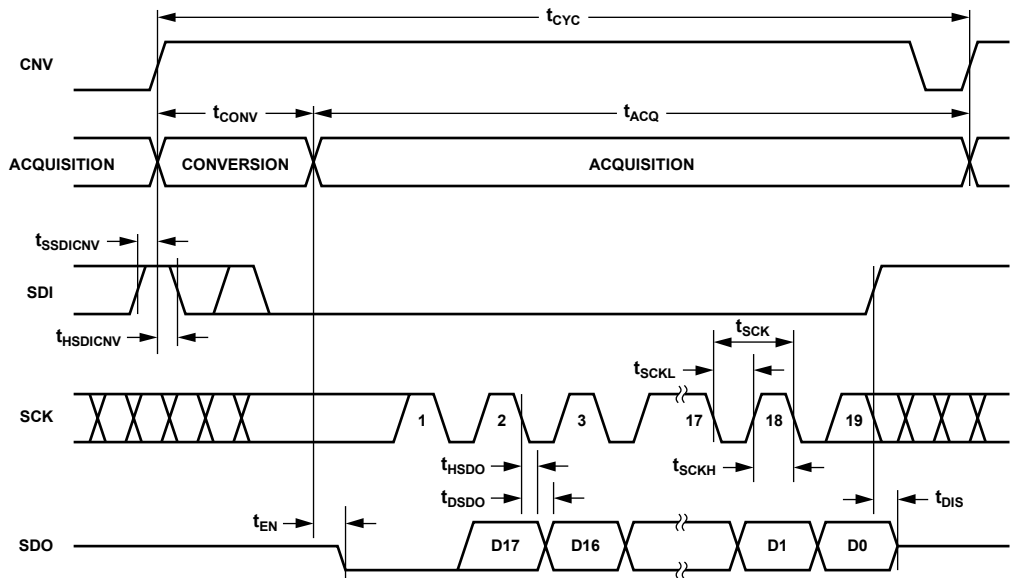 tCYC
CNV
tCONV
tACQ
ACQUISITION
CONVERSION
ACQUISITION
tSSDICNV
SDI
tHSDICNV
tSCK
tSCKL
SCK
1
2
3
17
18
19
tHSDO
tSCKH
tDSDO
tEN
tDIS
SDO
D17
D16
D1
D0